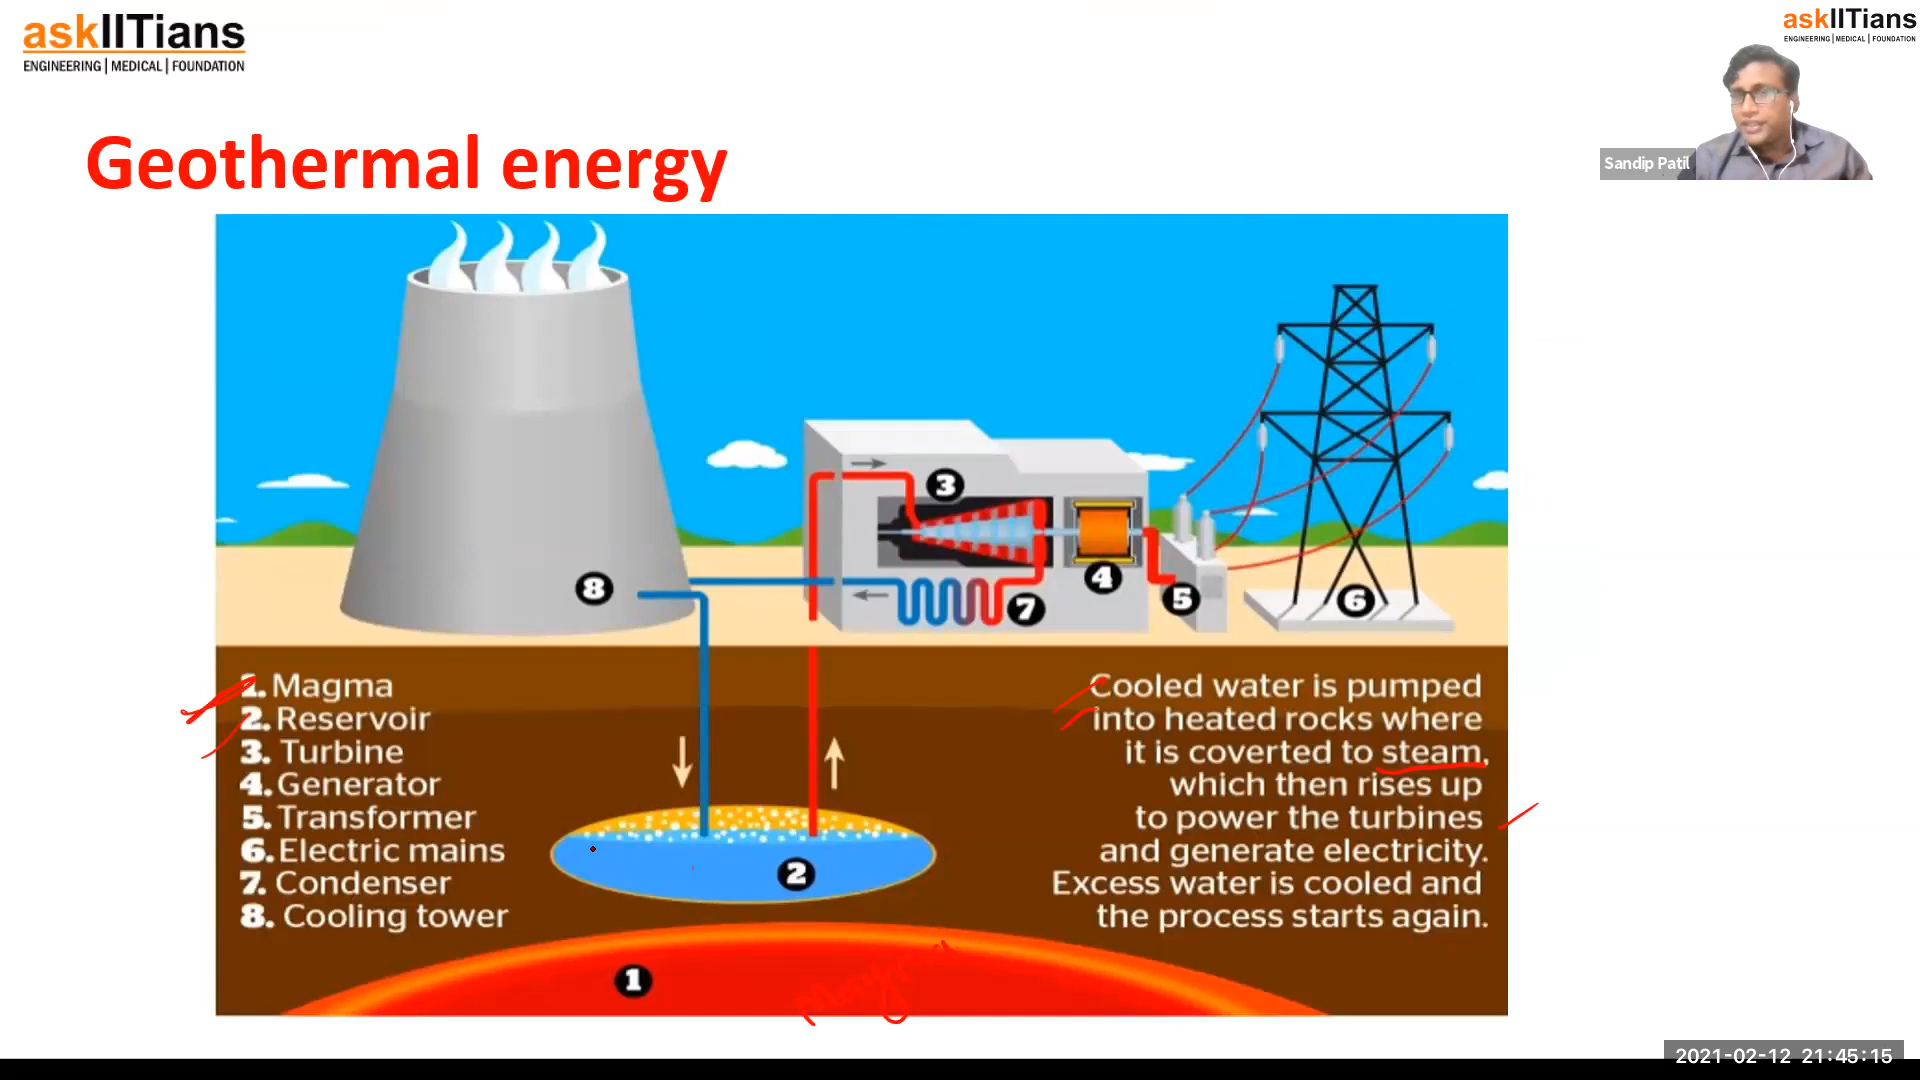 askIITians
ENGINEERING | MEDICAL | FOUNDATION
askIITians
ENGINEERING | MEDICAL | FOUNDATION
Sandip Patil
Geothermal energy
3
4
5
6
7
8
1. Magma
2. Reservoir
3. Turbine
4. Generator
5. Transformer
6. Electric mains
7. Condenser
8. Cooling tower
Cooled water is pumped
into heated rocks where
it is coverted to steam,
which then rises up
to power the turbines
and generate electricity.
Excess water is cooled and
the process starts again.
2
1
Magma
2021-02-12 21:45:15